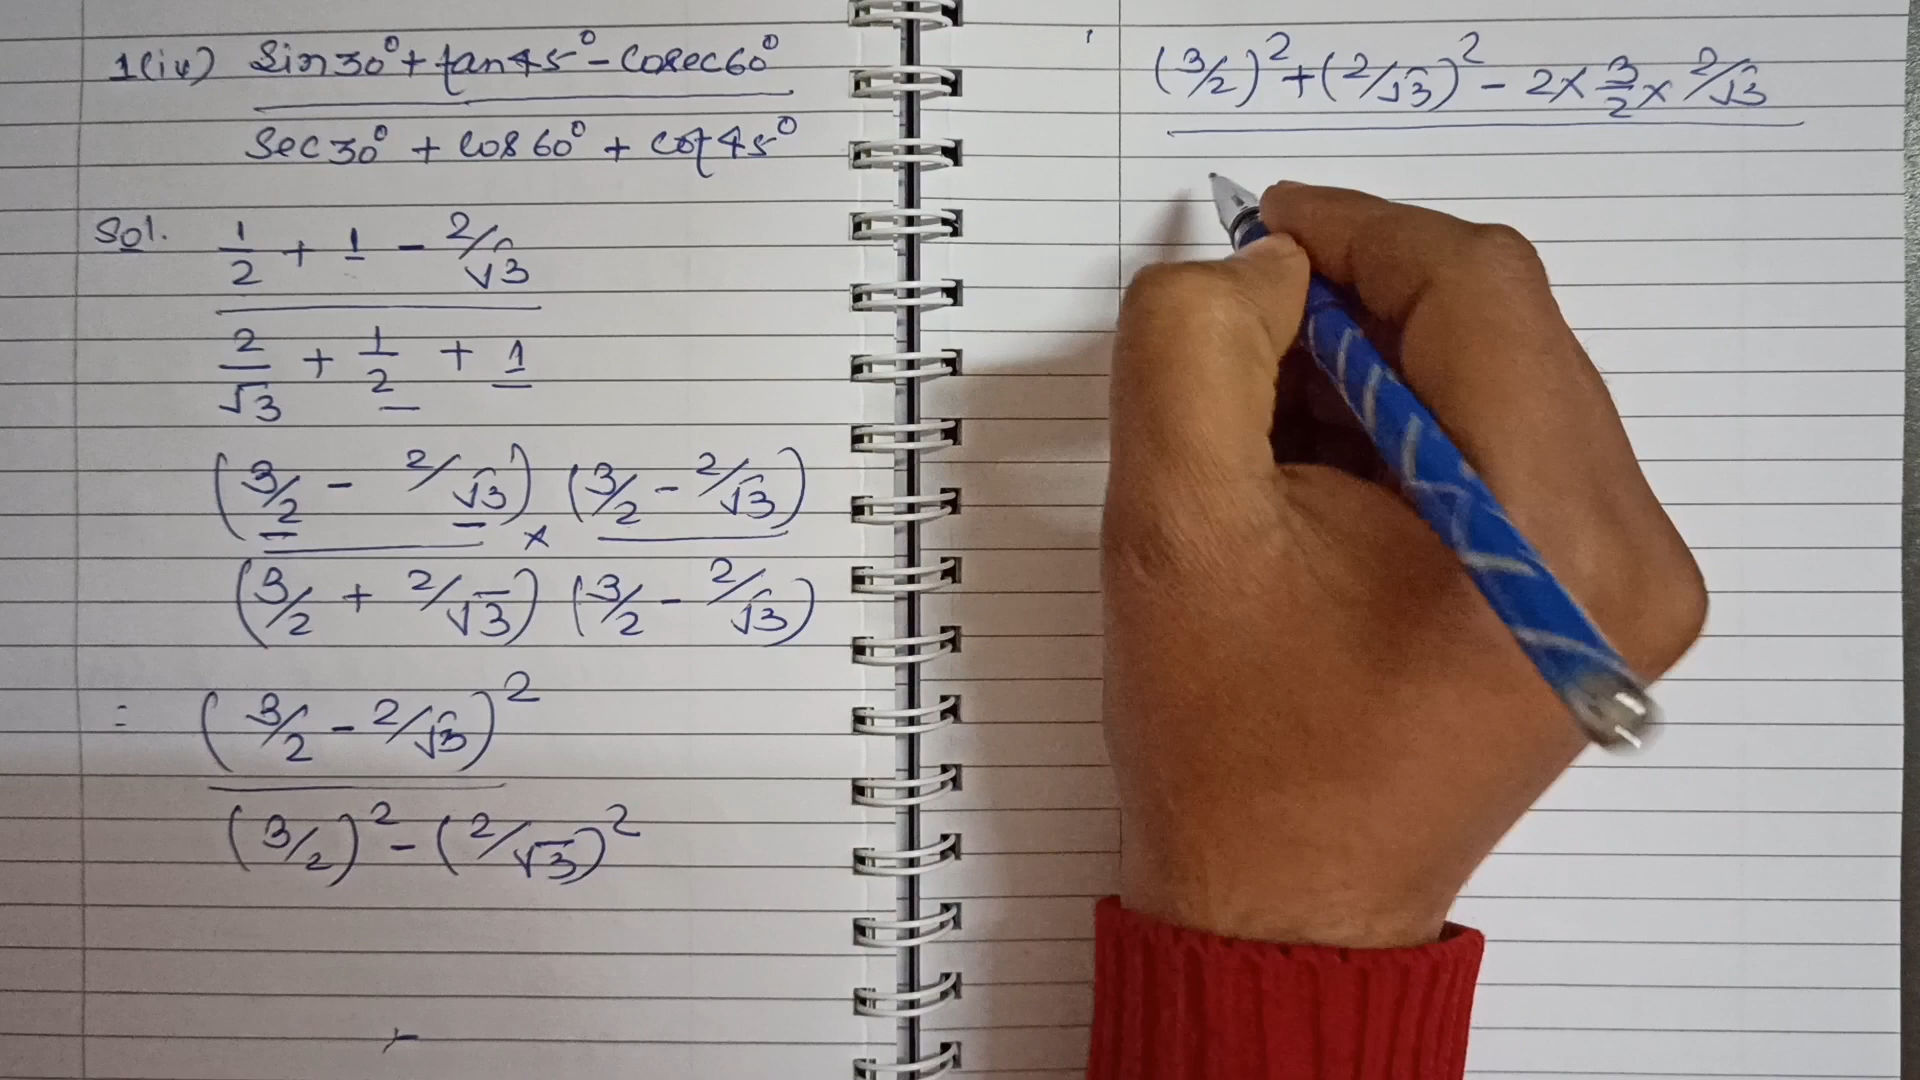 1(iv) Sin30° + tan45° - Cosec60°
Sec30° + Cos60° + Cot45°
Sol. 1/2 + 1 - 2/√3
2/√3 + 1/2 + 1
(3/2 - 2/√3) × (3/2 - 2/√3)
(3/2 + 2/√3) (3/2 - 2/√3)
= (3/2 - 2/√3)²
(3/2)² - (2/√3)²
(3/2)² + (2/√3)² - 2 × 3/2 × 2/√3